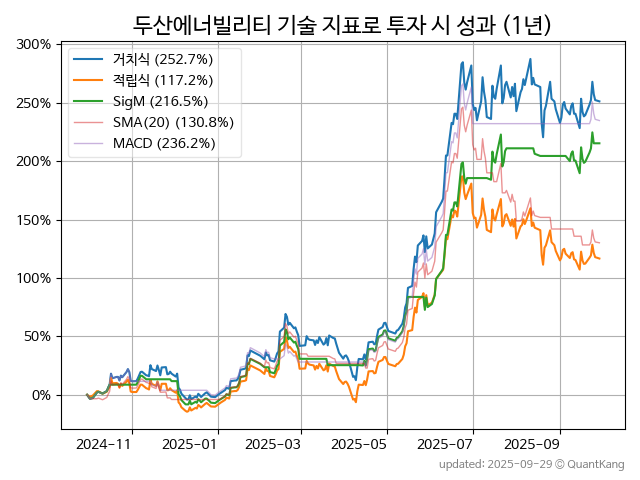 두산에너빌리티 기술 지표로 투자 시 성과 (1년)
300%
250%
200%
150%
100%
50%
0%
거치식 (252.7%)
적립식 (117.2%)
SigM (216.5%)
SMA(20) (130.8%)
MACD (236.2%)
2024-11
2025-01
2025-03
2025-05
2025-07
2025-09
updated: 2025-09-29 © QuantKang